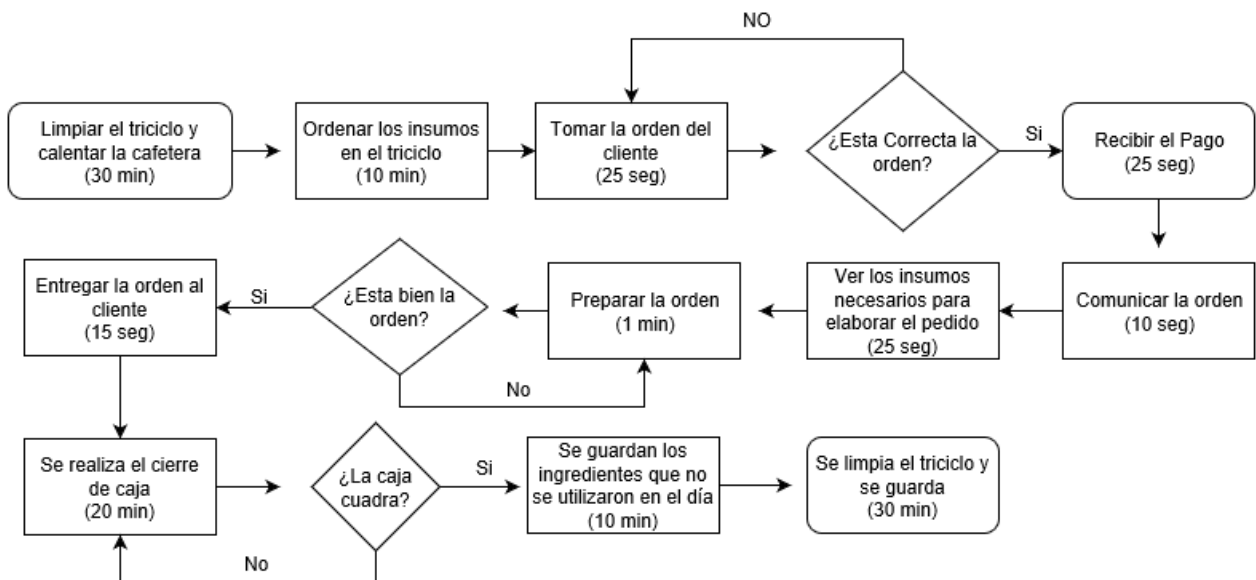 NO
Limpiar el triciclo y
calentar la cafetera
(30 min)
Ordenar los insumos
en el triciclo
(10 min)
Tomar la orden del
cliente
(25 seg)
¿Esta Correcta la
orden?
Si
Recibir el Pago
(25 seg)
Comunicar la orden
(10 seg)
Ver los insumos
necesarios para
elaborar el pedido
(25 seg)
Preparar la orden
(1 min)
¿Esta bien la
orden?
No
Si
Entregar la orden al
cliente
(15 seg)
Se realiza el cierre
de caja
(20 min)
¿La caja
cuadra?
No
Si
Se guardan los
ingredientes que no
se utilizaron en el día
(10 min)
Se limpia el triciclo y
se guarda
(30 min)